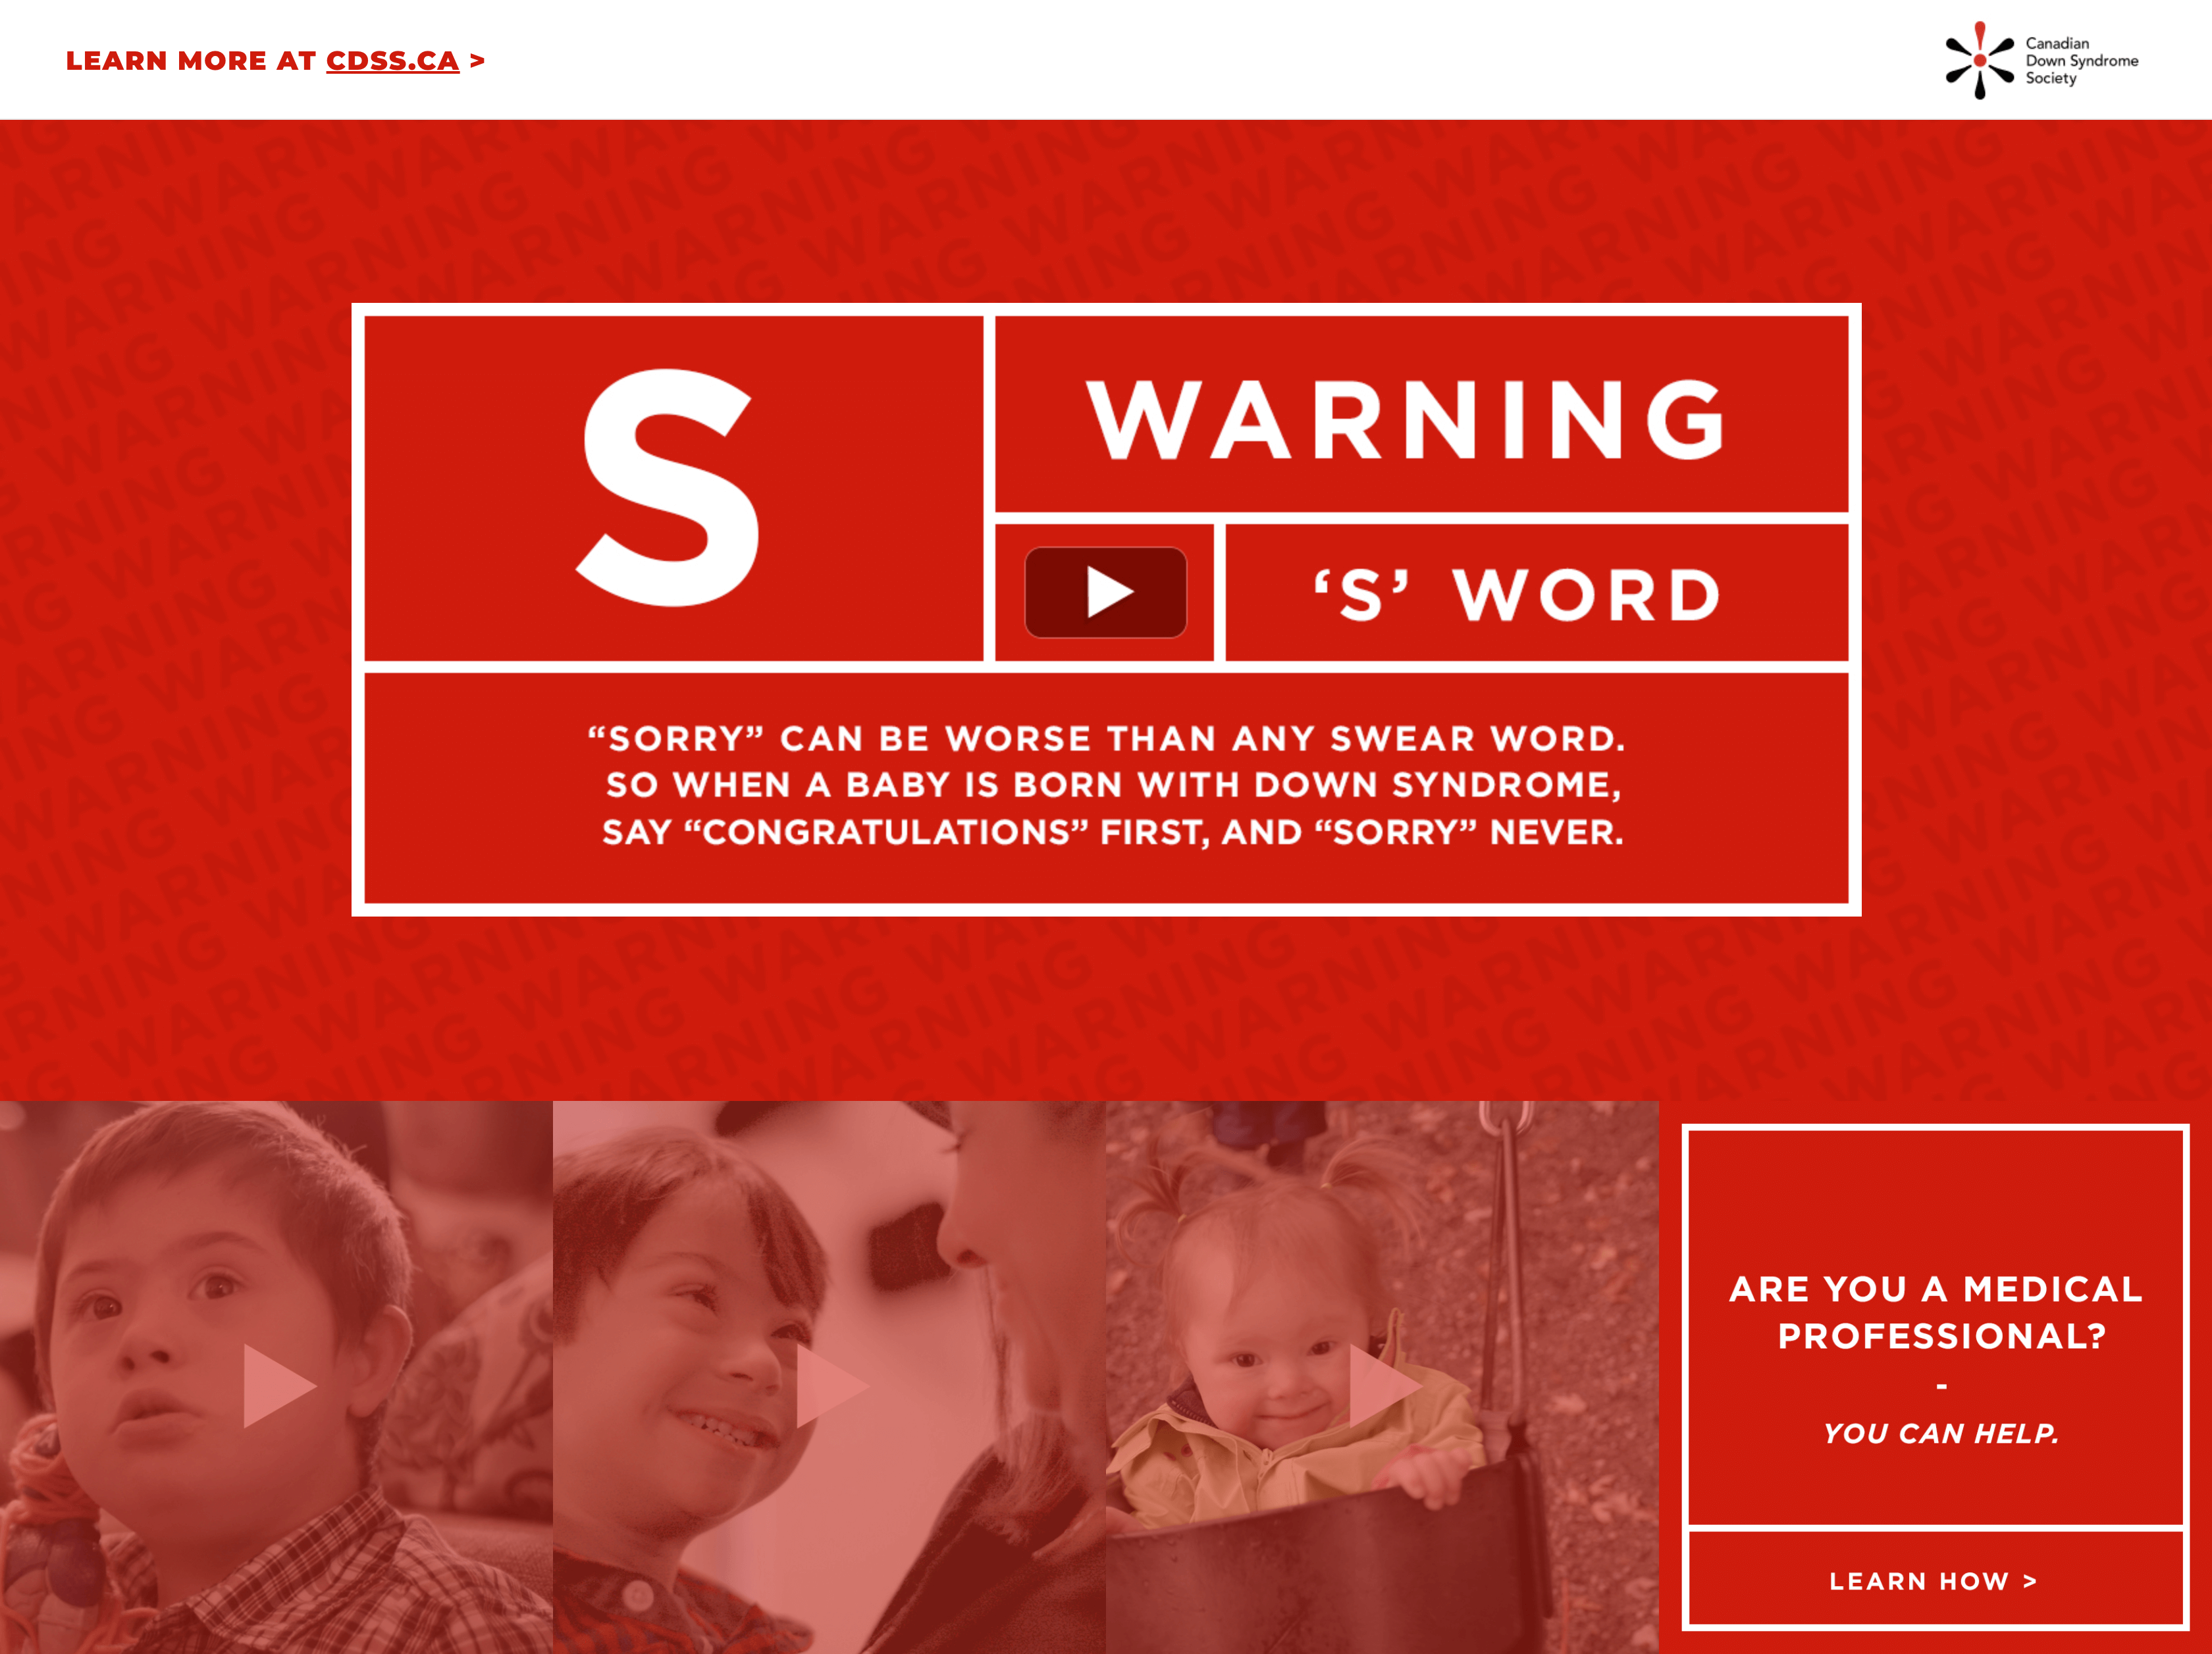 LEARN MORE AT CDSS.CA >
Canadian
Down Syndrome
Society
S
WARNING
‘S’ WORD
“SORRY” CAN BE WORSE THAN ANY SWEAR WORD.
SO WHEN A BABY IS BORN WITH DOWN SYNDROME,
SAY “CONGRATULATIONS” FIRST, AND “SORRY” NEVER.
ARE YOU A MEDICAL
PROFESSIONAL?
-
YOU CAN HELP.
LEARN HOW >